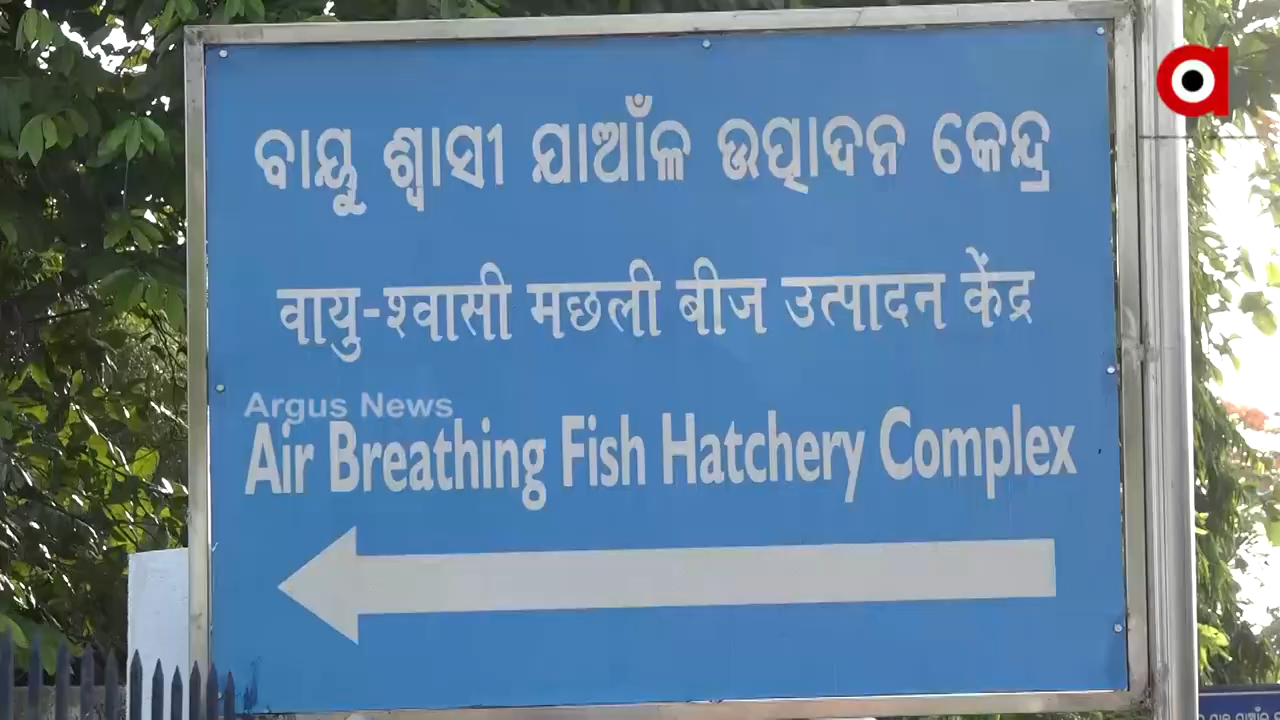 ବାୟୁ ଶ୍ଵାସୀ ଯାଆଁଳ ଉତ୍ପାଦନ କେନ୍ଦ୍ର
वायु-श्वासी मछली बीज उत्पादन केंद्र
Argus News
Air Breathing Fish Hatchery Complex